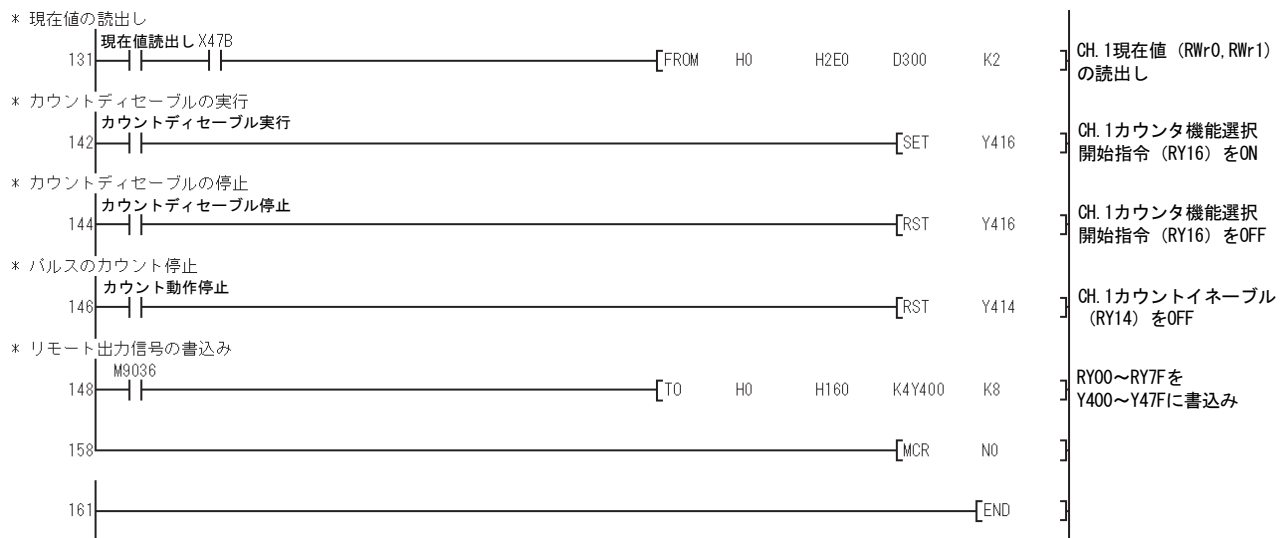 * 現在値の読出し
現在値読出し X47B
131 FROM H0 H2E0 D300 K2
CH.1現在値（RWr0,RWr1）
の読出し
* カウントディセーブルの実行
カウントディセーブル実行
142 SET Y416
CH.1カウンタ機能選択
開始指令（RY16）をON
* カウントディセーブルの停止
カウントディセーブル停止
144 RST Y416
CH.1カウンタ機能選択
開始指令（RY16）をOFF
* パルスのカウント停止
カウント動作停止
146 RST Y414
CH.1カウントイネーブル
（RY14）をOFF
* リモート出力信号の書込み
M9036
148 TO H0 H160 K4Y400 K8
RY00～RY7Fを
Y400～Y47Fに書込み
158 MCR N0
161 END